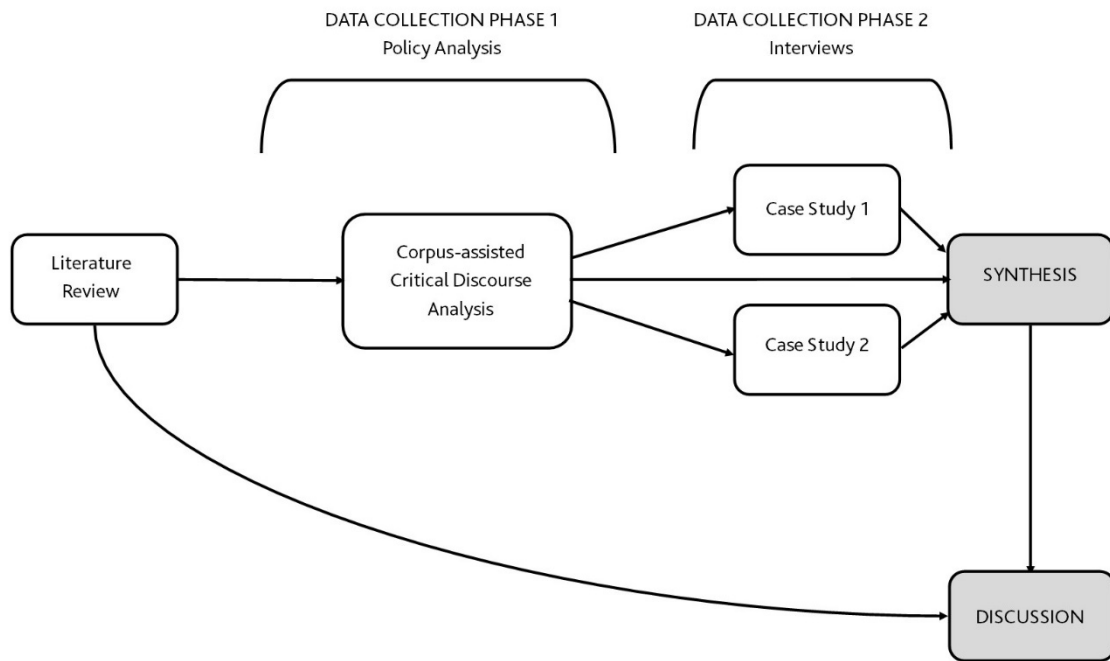 DATA COLLECTION PHASE 1
Policy Analysis
DATA COLLECTION PHASE 2
Interviews
Literature
Review
Corpus-assisted
Critical Discourse
Analysis
Case Study 1
Case Study 2
SYNTHESIS
DISCUSSION